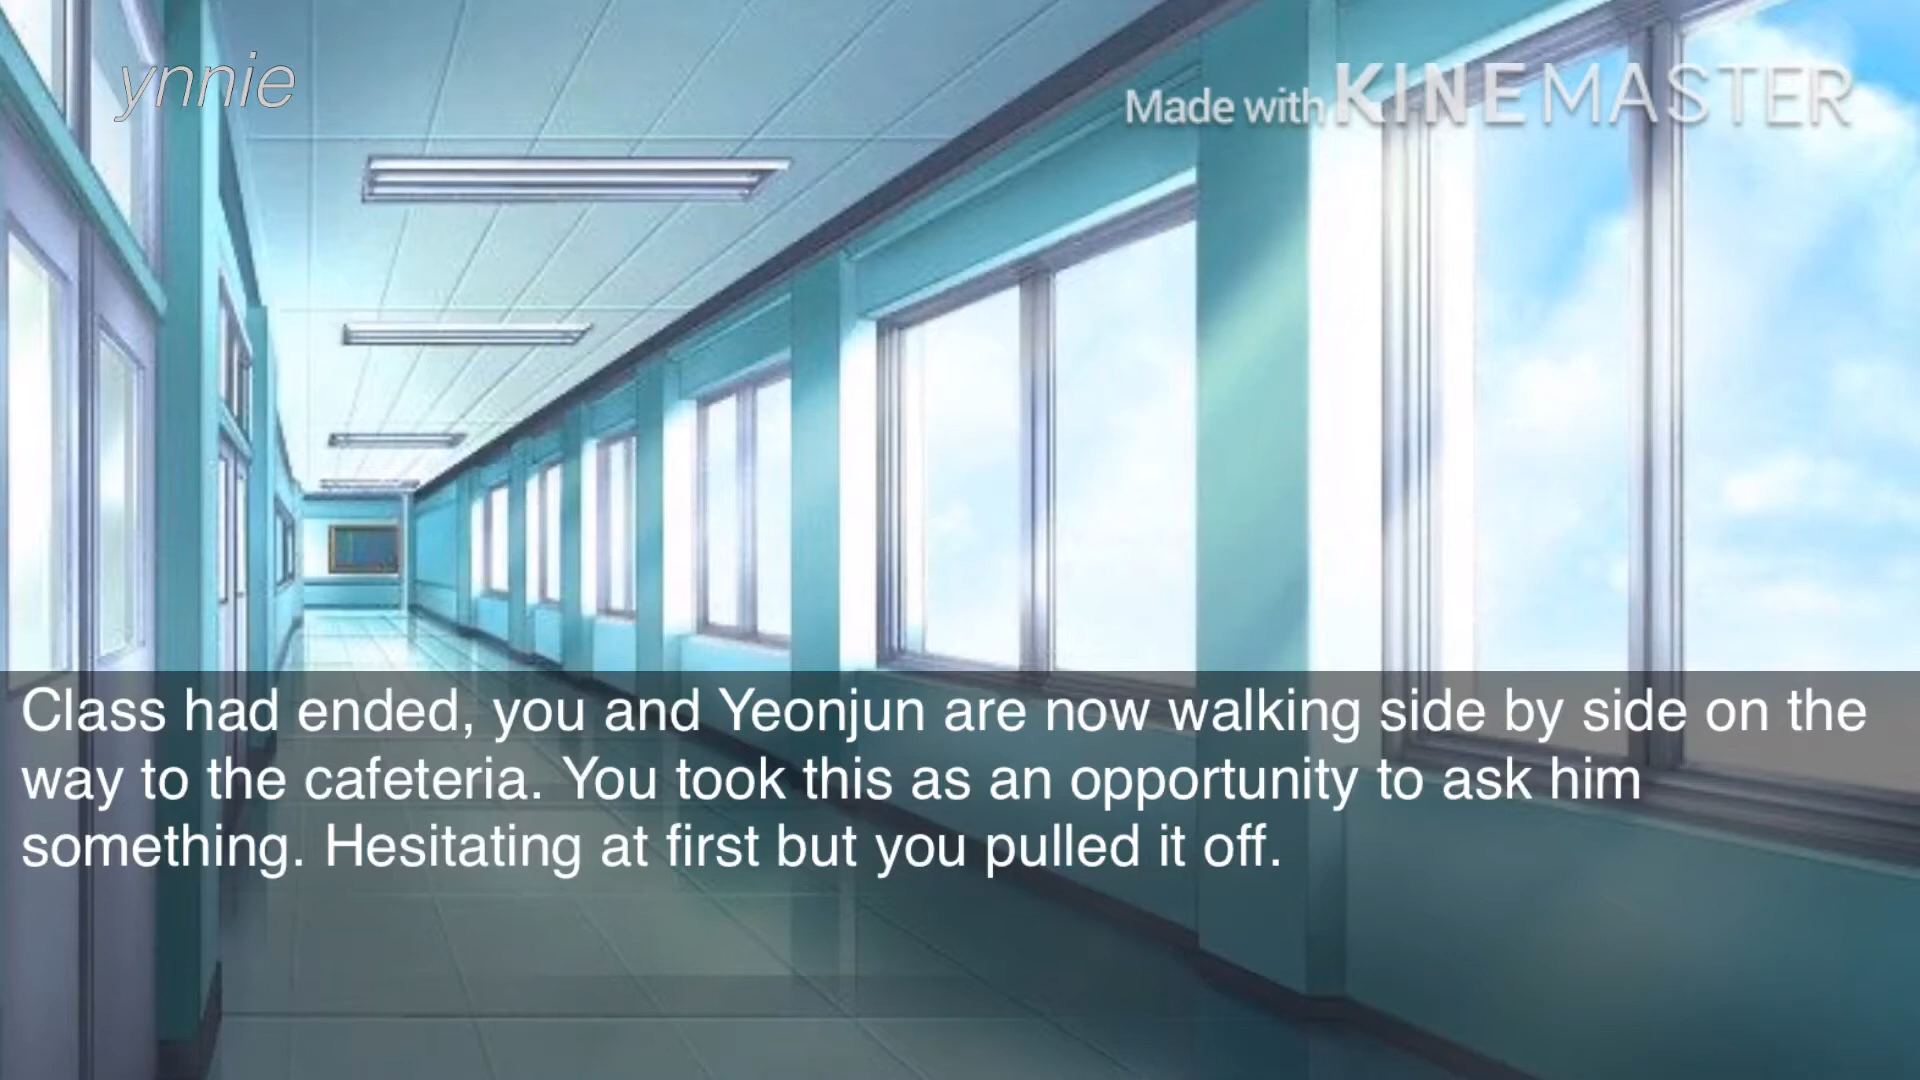 ynnie
Made with KINEMASTER
Class had ended, you and Yeonjun are now walking side by side on the
way to the cafeteria. You took this as an opportunity to ask him
something. Hesitating at first but you pulled it off.